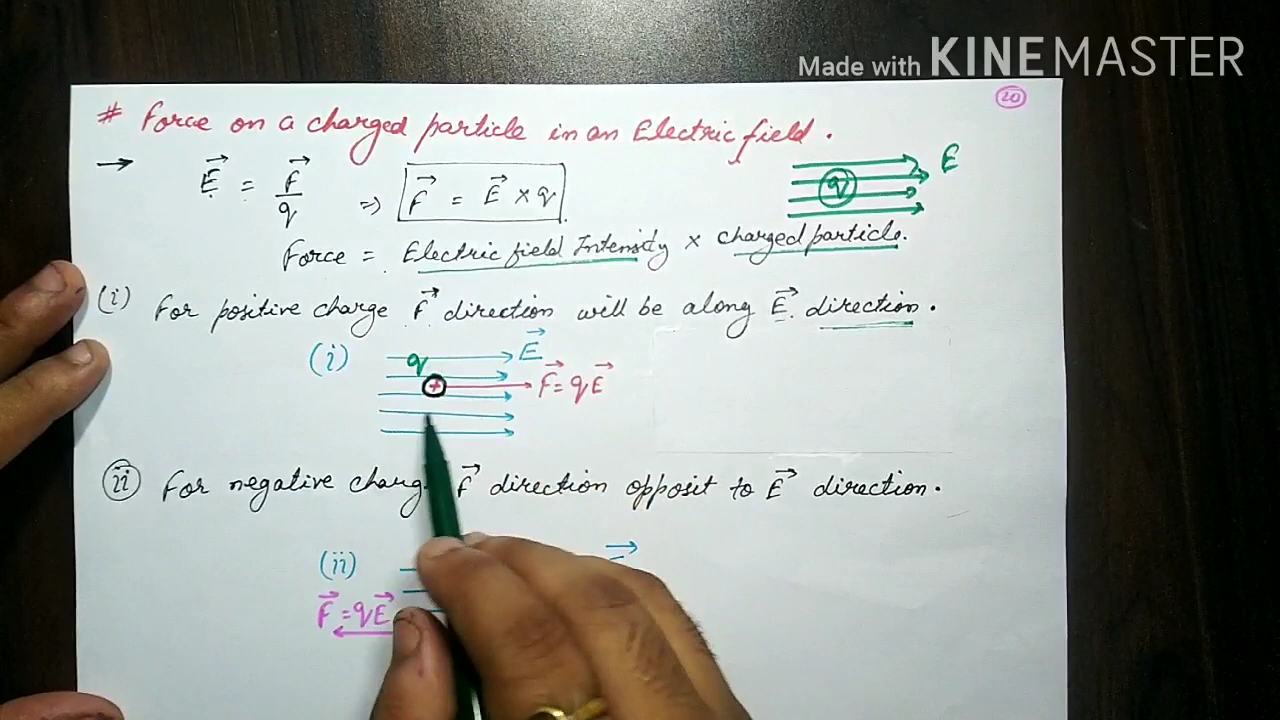 Made with KINEMASTER
20
# Force on a charged particle in an Electric field.
→ E⃗ = F⃗/q ⇒ F⃗ = E⃗ × q
q E
Force = Electric field Intensity × charged particle.
(i) For positive charge F⃗ direction will be along E⃗. direction.
(i) q E⃗
+ F⃗ = qE⃗
(ii) For negative charg F⃗ direction opposit to E⃗ direction.
(ii)
F⃗ = qE⃗